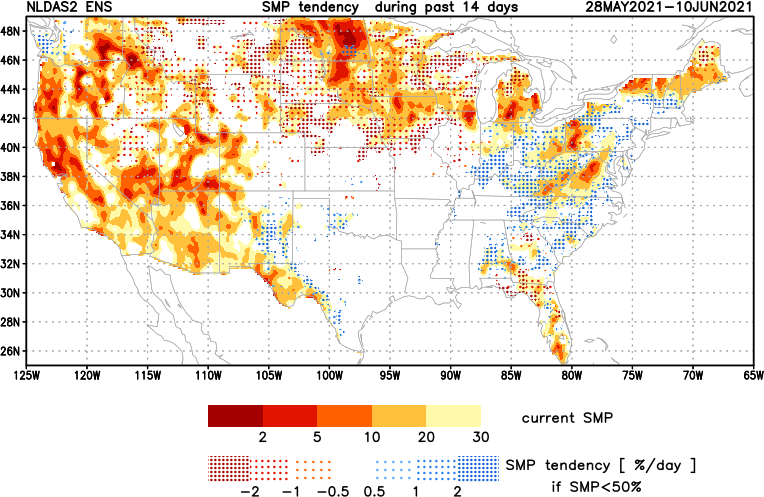 NLDAS2 ENS SMP tendency during past 14 days 28MAY2021-10JUN2021
48N
46N
44N
42N
40N
38N
36N
34N
32N
30N
28N
26N
125W 120W 115W 110W 105W 100W 95W 90W 85W 80W 75W 70W 65W
current SMP
2 5 10 20 30
SMP tendency [ %/day ]
-2 -1 -0.5 0.5 1 2
if SMP<50%